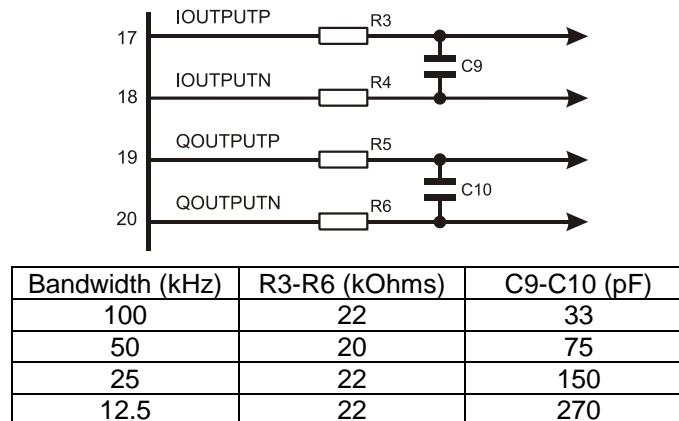 IOUTPUTP R3
17
C9
IOUTPUTN R4
18
QOUTPUTP R5
19
C10
QOUTPUTN R6
20
Bandwidth (kHz) R3-R6 (kOhms) C9-C10 (pF)
100 22 33
50 20 75
25 22 150
12.5 22 270